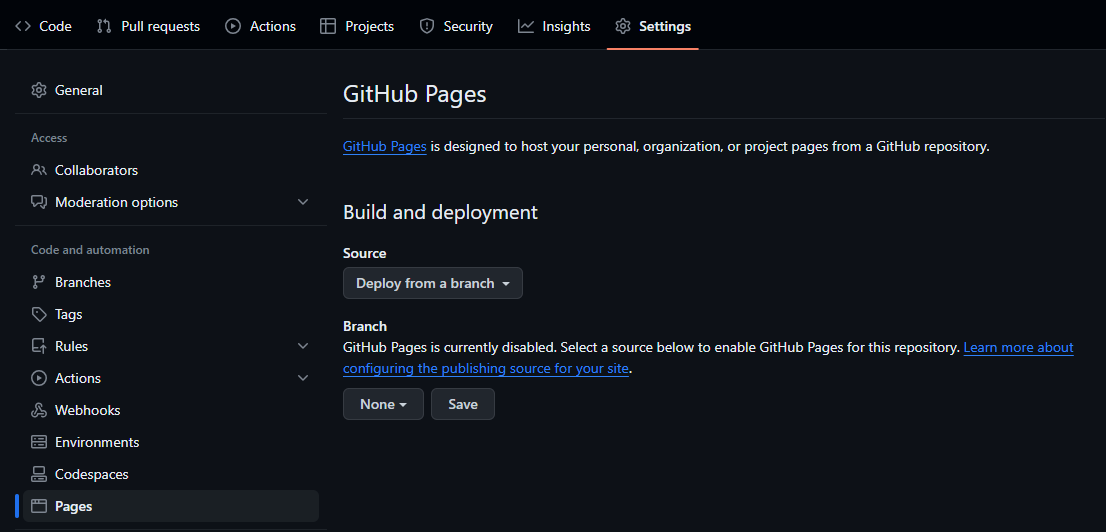 Code Pull requests Actions Projects Security Insights Settings
General
Access
Collaborators
Moderation options
Code and automation
Branches
Tags
Rules
Actions
Webhooks
Environments
Codespaces
Pages
GitHub Pages
GitHub Pages is designed to host your personal, organization, or project pages from a GitHub repository.
Build and deployment
Source
Deploy from a branch
Branch
GitHub Pages is currently disabled. Select a source below to enable GitHub Pages for this repository. Learn more about
configuring the publishing source for your site.
None Save